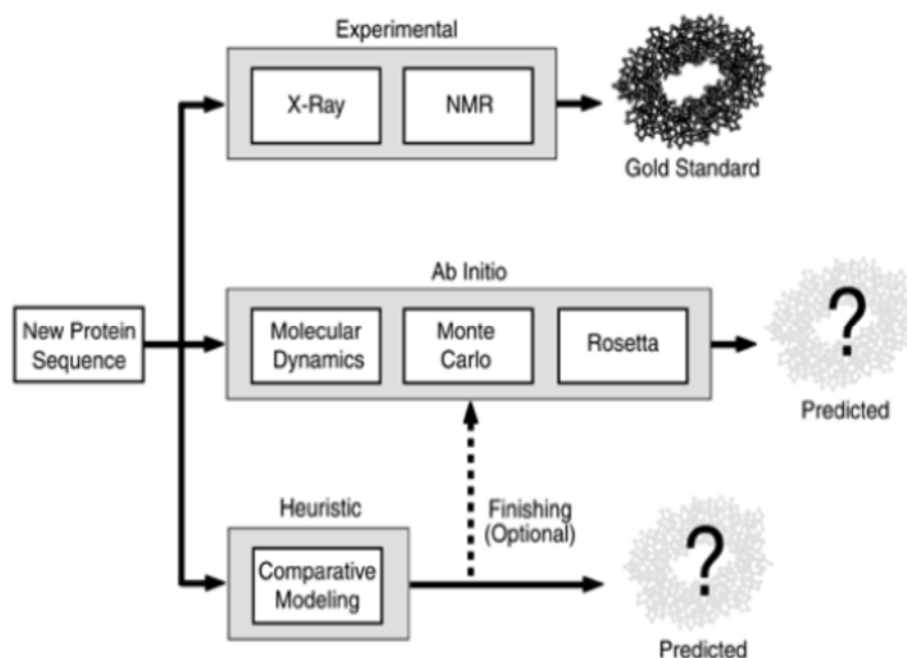 Experimental
X-Ray
NMR
Gold Standard
Ab Initio
New Protein
Sequence
Molecular
Dynamics
Monte
Carlo
Rosetta
?
Predicted
Heuristic
Finishing
(Optional)
Comparative
Modeling
?
Predicted